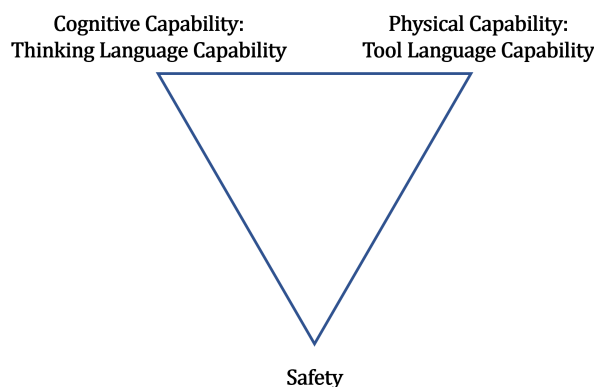 Cognitive Capability:
Thinking Language Capability
Physical Capability:
Tool Language Capability
Safety